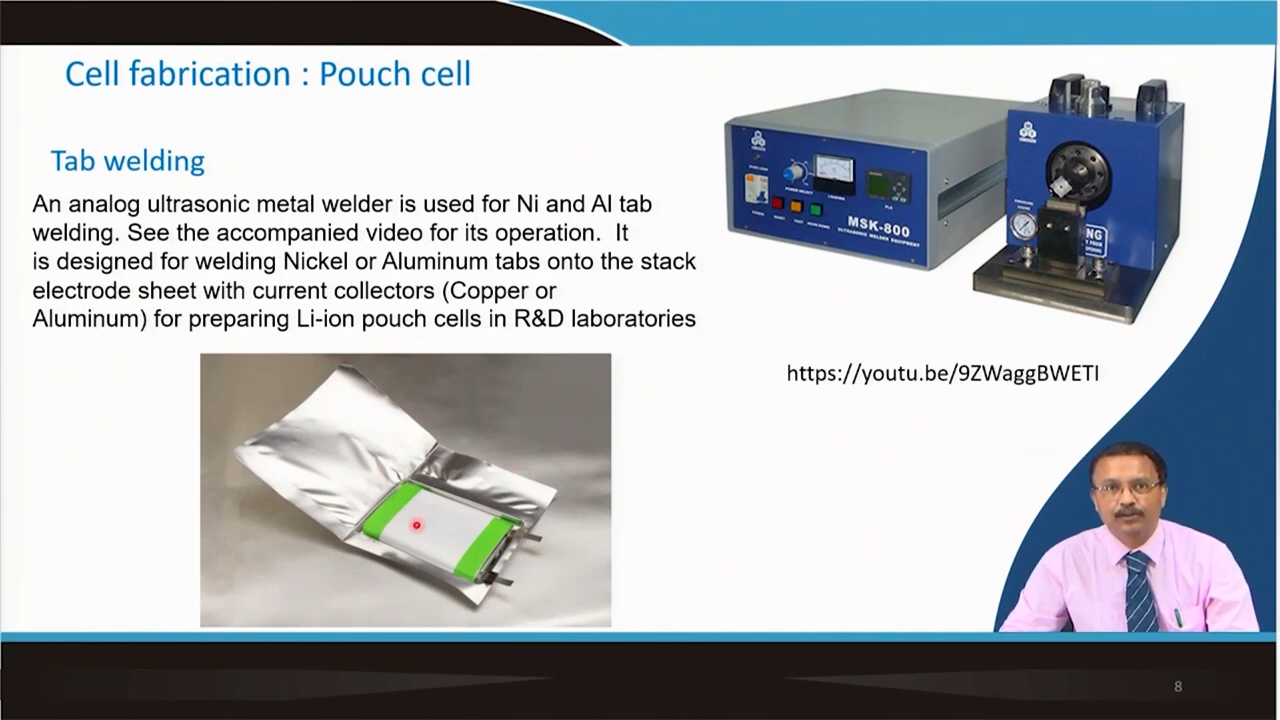 Cell fabrication : Pouch cell
Tab welding
An analog ultrasonic metal welder is used for Ni and Al tab
welding. See the accompanied video for its operation. It
is designed for welding Nickel or Aluminum tabs onto the stack
electrode sheet with current collectors (Copper or
Aluminum) for preparing Li-ion pouch cells in R&D laboratories
MSK-800
ULTRASONIC WELDER EQUIPMENT
https://youtu.be/9ZWaggBWETI
8